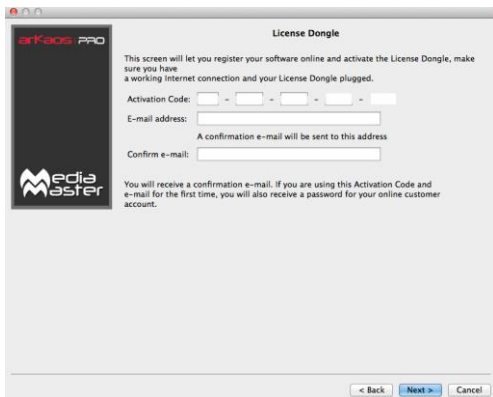 License Dongle
arKaos PRO
This screen will let you register your software online and activate the License Dongle, make
sure you have
a working Internet connection and your License Dongle plugged.
Activation Code: - - - -
E-mail address:
A confirmation e-mail will be sent to this address
Confirm e-mail:
Media
Master
You will receive a confirmation e-mail. If you are using this Activation Code and
e-mail for the first time, you will also receive a password for your online customer
account.
< Back Next > Cancel